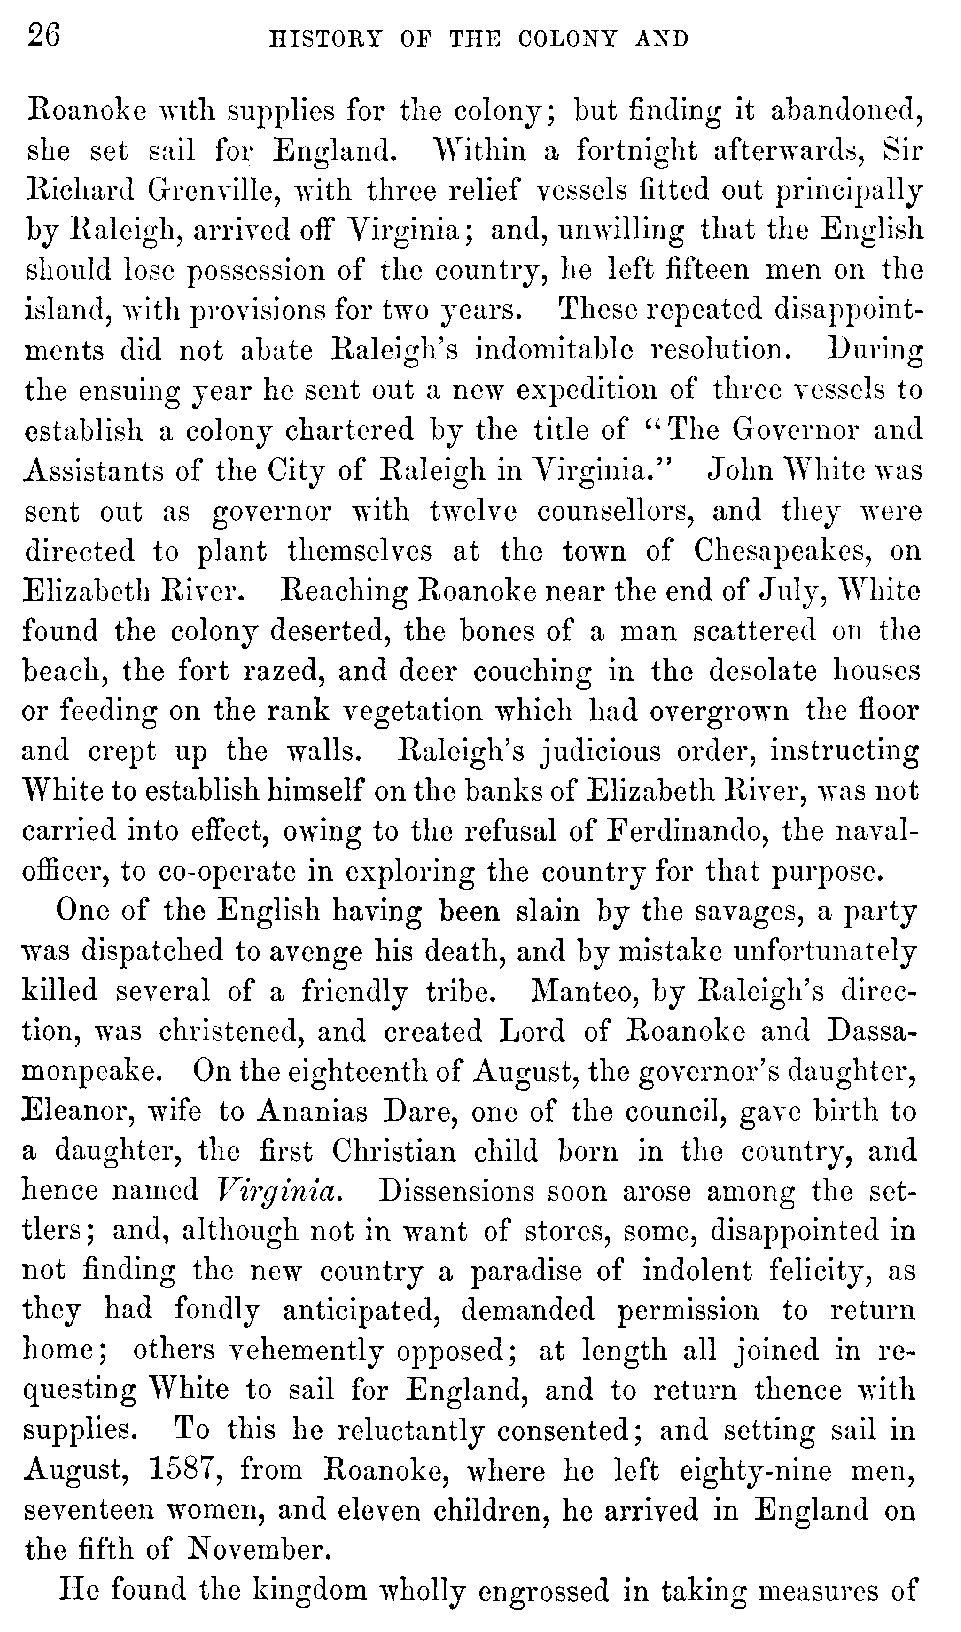 26 HISTORY OF THE COLONY AND
Roanoke with supplies for the colony; but finding it abandoned,
she set sail for England. Within a fortnight afterwards, Sir
Richard Grenville, with three relief vessels fitted out principally
by Raleigh, arrived off Virginia; and, unwilling that the English
should lose possession of the country, he left fifteen men on the
island, with provisions for two years. These repeated disappoint-
ments did not abate Raleigh's indomitable resolution. During
the ensuing year he sent out a new expedition of three vessels to
establish a colony chartered by the title of "The Governor and
Assistants of the City of Raleigh in Virginia." John White was
sent out as governor with twelve counsellors, and they were
directed to plant themselves at the town of Chesapeakes, on
Elizabeth River. Reaching Roanoke near the end of July, White
found the colony deserted, the bones of a man scattered on the
beach, the fort razed, and deer couching in the desolate houses
or feeding on the rank vegetation which had overgrown the floor
and crept up the walls. Raleigh's judicious order, instructing
White to establish himself on the banks of Elizabeth River, was not
carried into effect, owing to the refusal of Ferdinando, the naval-
officer, to co-operate in exploring the country for that purpose.
One of the English having been slain by the savages, a party
was dispatched to avenge his death, and by mistake unfortunately
killed several of a friendly tribe. Manteo, by Raleigh's direc-
tion, was christened, and created Lord of Roanoke and Dassa-
monpeake. On the eighteenth of August, the governor's daughter,
Eleanor, wife to Ananias Dare, one of the council, gave birth to
a daughter, the first Christian child born in the country, and
hence named Virginia. Dissensions soon arose among the set-
tlers; and, although not in want of stores, some, disappointed in
not finding the new country a paradise of indolent felicity, as
they had fondly anticipated, demanded permission to return
home; others vehemently opposed; at length all joined in re-
questing White to sail for England, and to return thence with
supplies. To this he reluctantly consented; and setting sail in
August, 1587, from Roanoke, where he left eighty-nine men,
seventeen women, and eleven children, he arrived in England on
the fifth of November.
He found the kingdom wholly engrossed in taking measures of